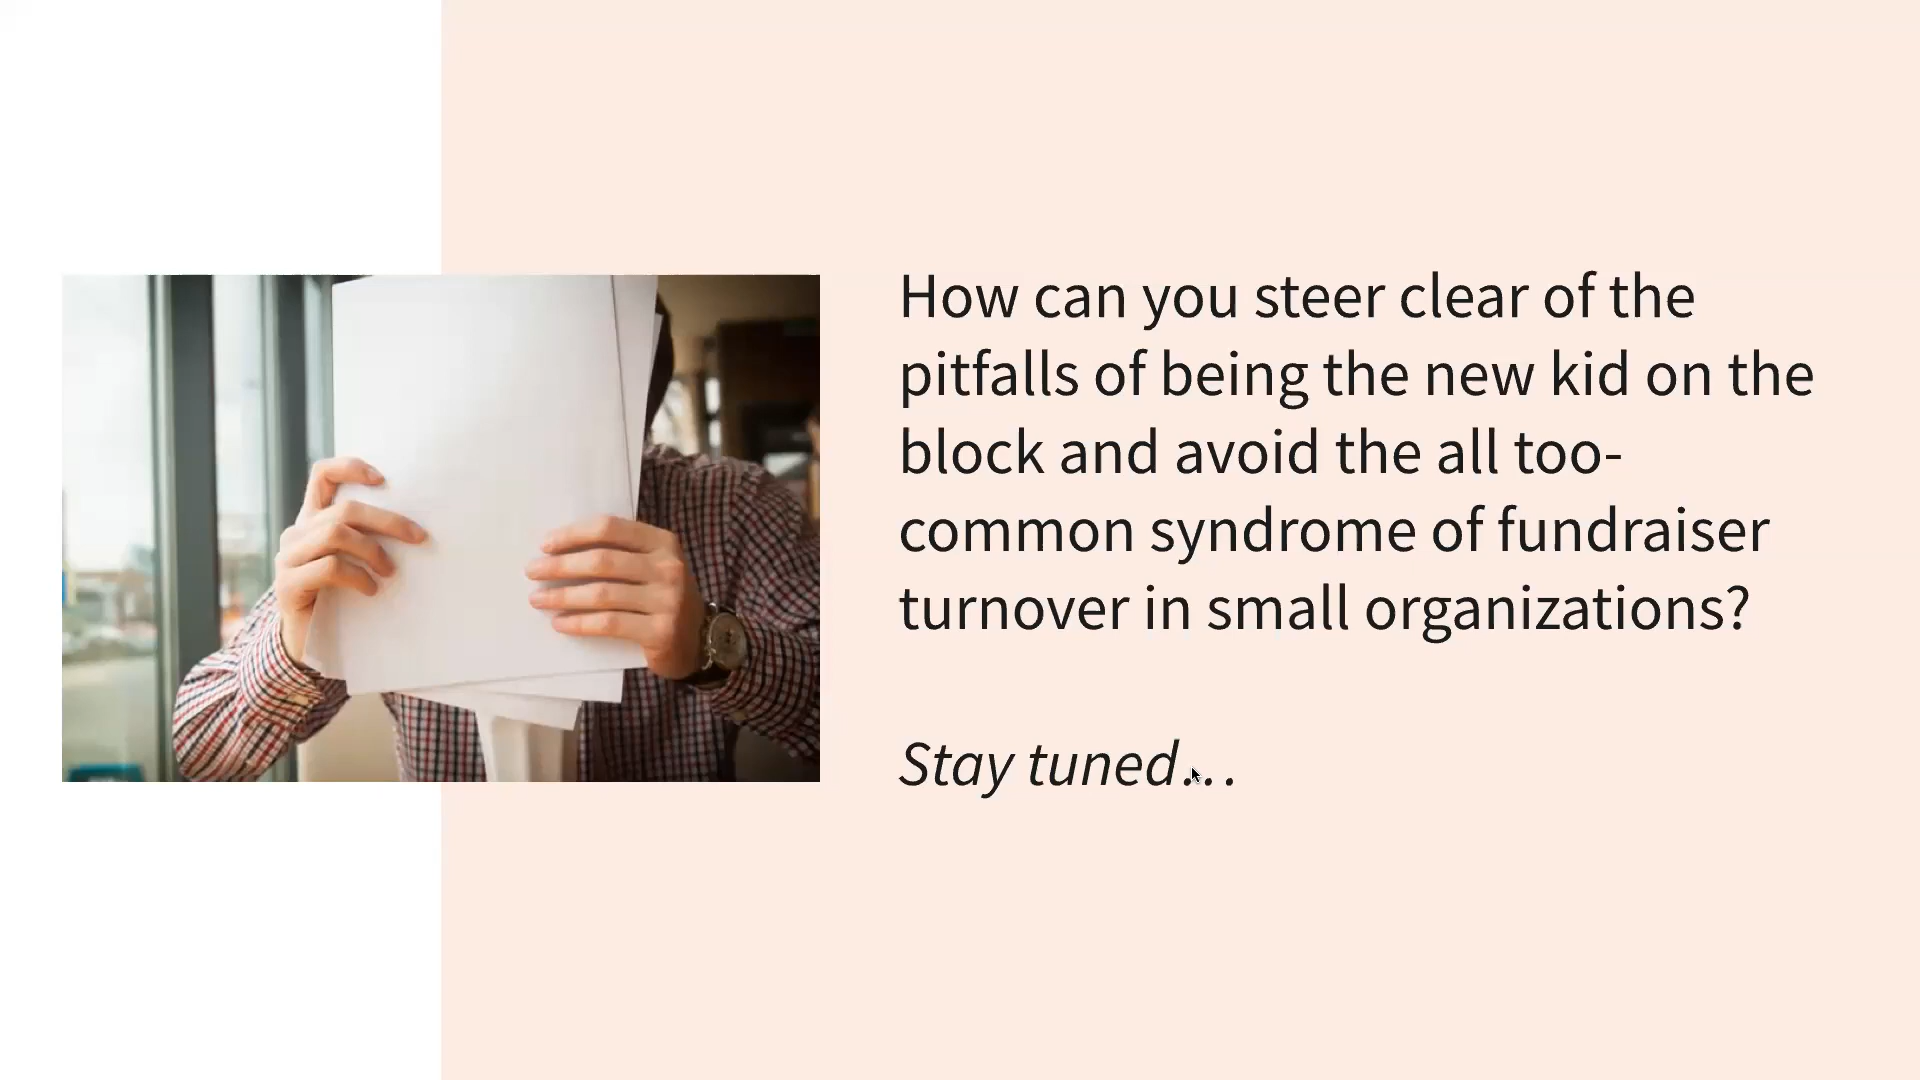 How can you steer clear of the
pitfalls of being the new kid on the
block and avoid the all too-
common syndrome of fundraiser
turnover in small organizations?
Stay tuned...